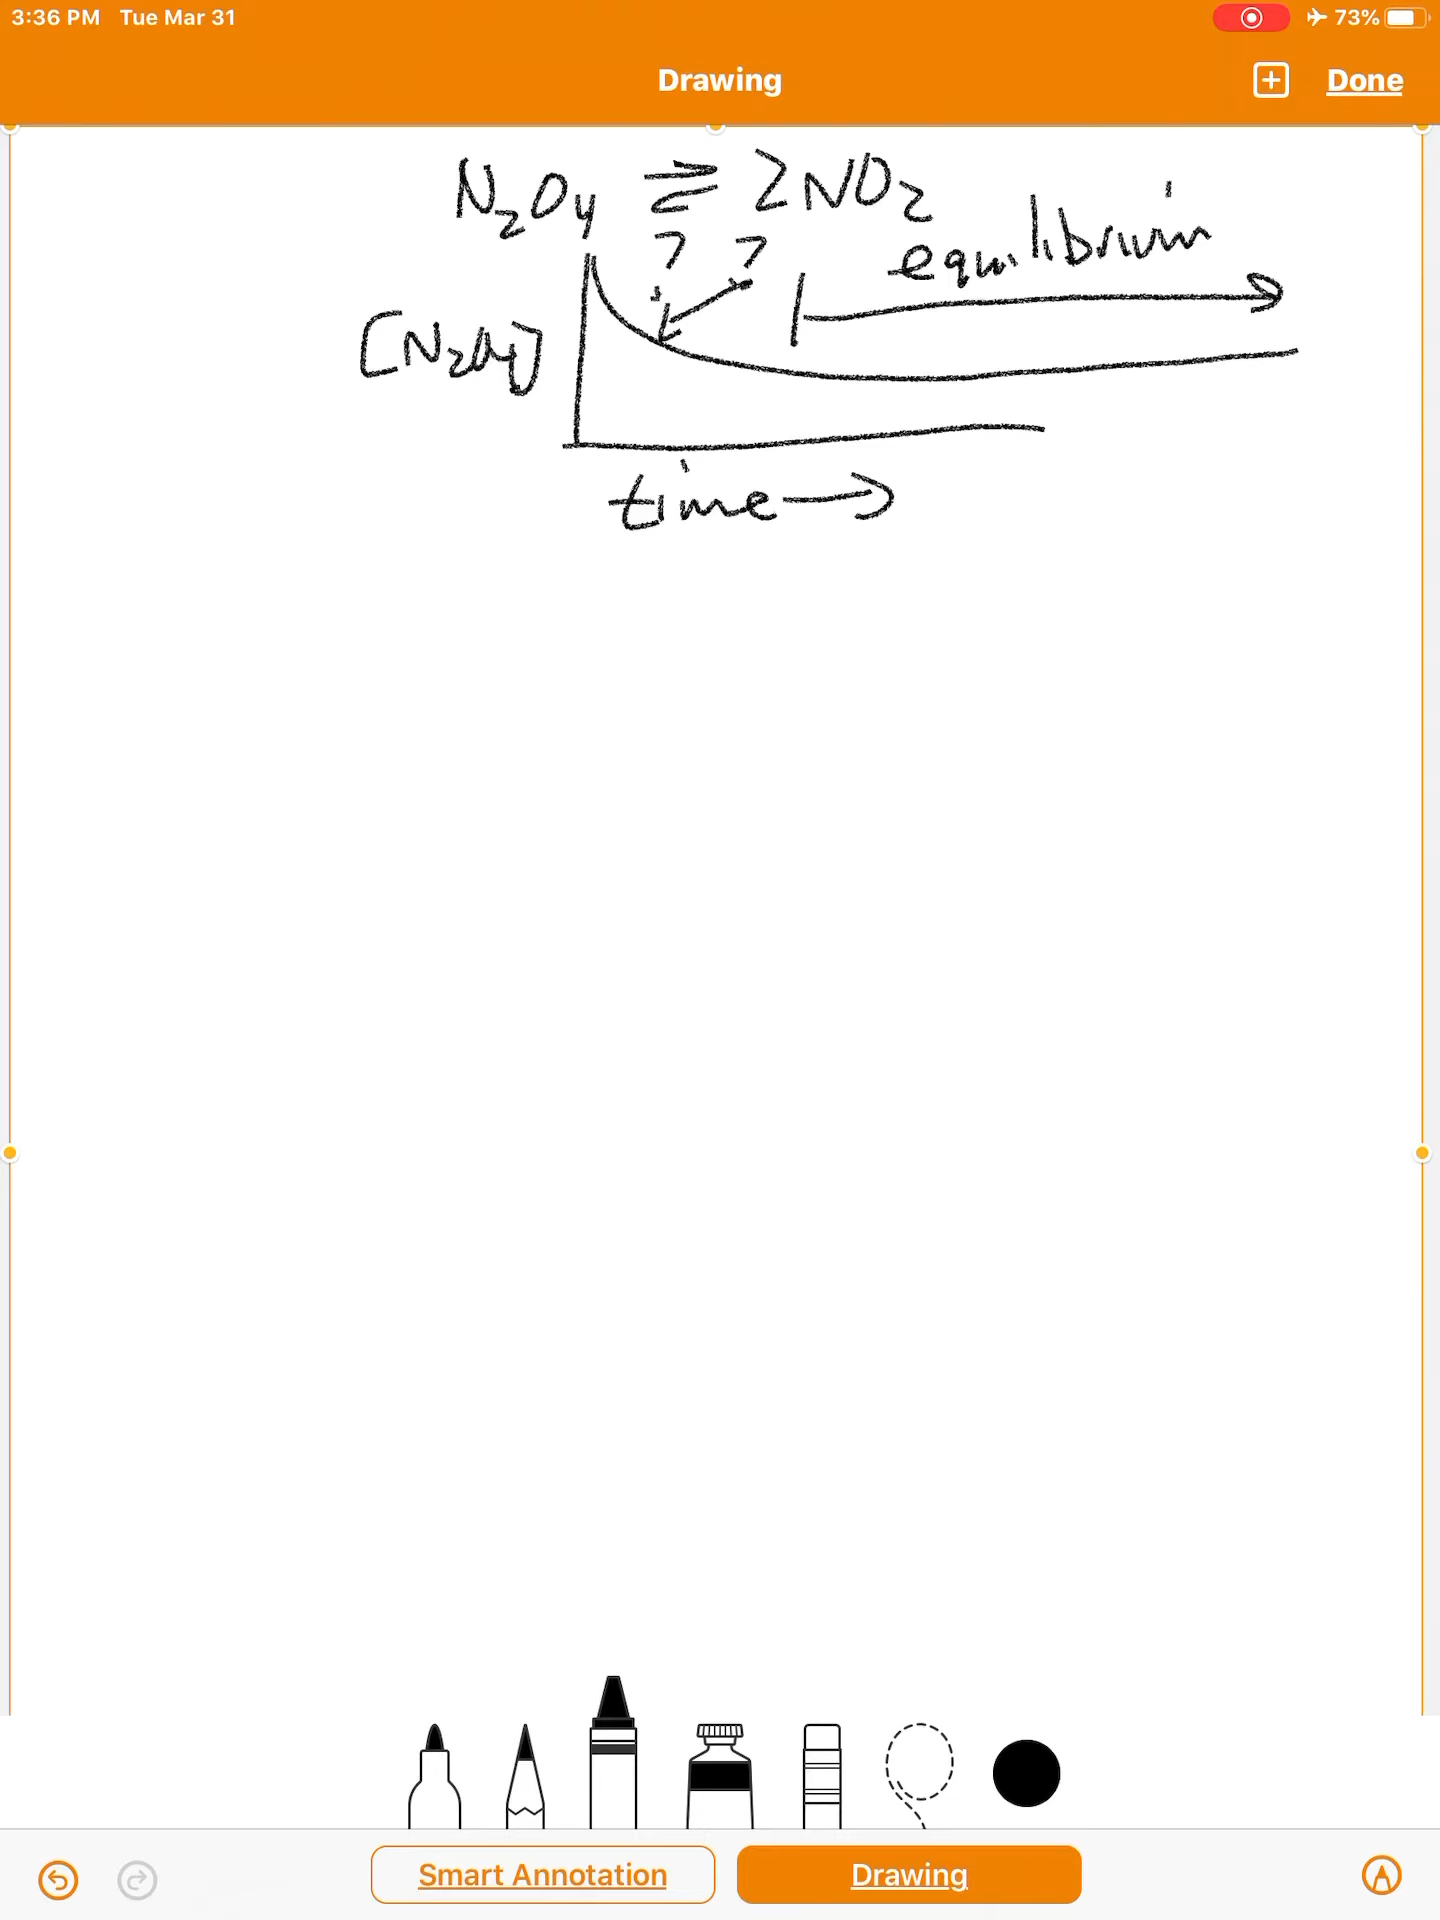 3:36 PM Tue Mar 31
73%
Drawing
Done
N₂O₄ ⇌ 2NO₂
? ?
equilibrium
[N₂O₄]
time →
Smart Annotation
Drawing